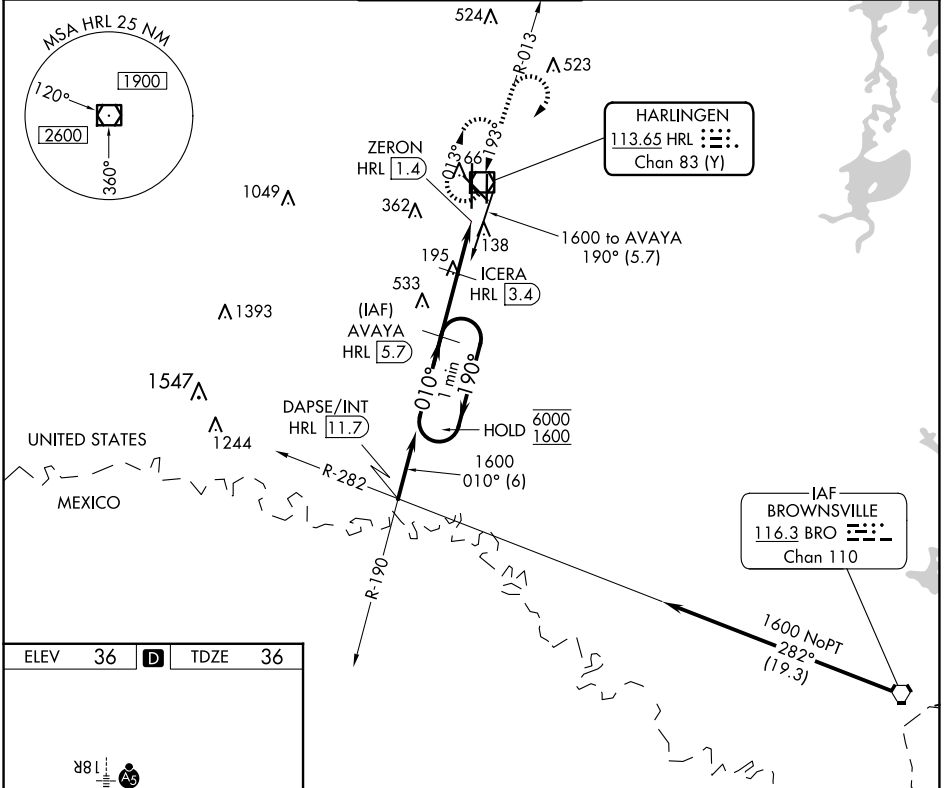 MSA HRL 25 NM
120°
1900
2600
360°
524
523
R-013
HARLINGEN
113.65 HRL
Chan 83 (Y)
ZERON
HRL 1.4
013°
66
193°
1049
362
138
1600 to AVAYA
190° (5.7)
195
ICERA
HRL 3.4
533
(IAF)
AVAYA
HRL 5.7
1393
010°
1 min
190°
1547
1244
DAPSE/INT
HRL 11.7
HOLD
6000
1600
UNITED STATES
MEXICO
R-282
1600
010° (6)
R-190
IAF
BROWNSVILLE
116.3 BRO
Chan 110
1600 NoPT
282°
(19.3)
ELEV 36 D TDZE 36
18R
A5